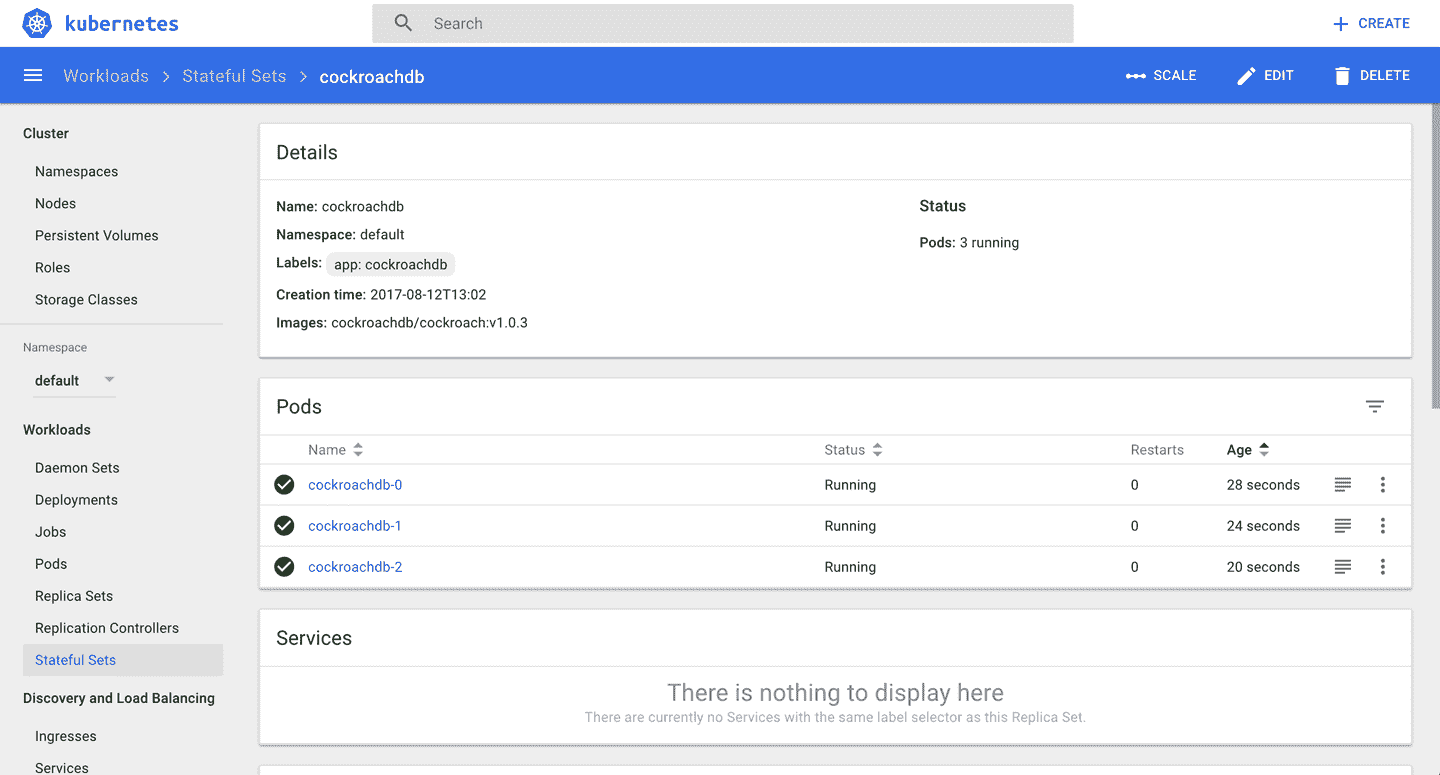 kubernetes
Search
CREATE
Workloads > Stateful Sets > cockroachdb
SCALE
EDIT
DELETE
Cluster
Namespaces
Nodes
Persistent Volumes
Roles
Storage Classes
Namespace
default
Workloads
Daemon Sets
Deployments
Jobs
Pods
Replica Sets
Replication Controllers
Stateful Sets
Discovery and Load Balancing
Ingresses
Services
Details
Name: cockroachdb
Namespace: default
Labels: app: cockroachdb
Creation time: 2017-08-12T13:02
Images: cockroachdb/cockroach:v1.0.3
Status
Pods: 3 running
Pods
Name Status Restarts Age
cockroachdb-0 Running 0 28 seconds
cockroachdb-1 Running 0 24 seconds
cockroachdb-2 Running 0 20 seconds
Services
There is nothing to display here
There are currently no Services with the same label selector as this Replica Set.